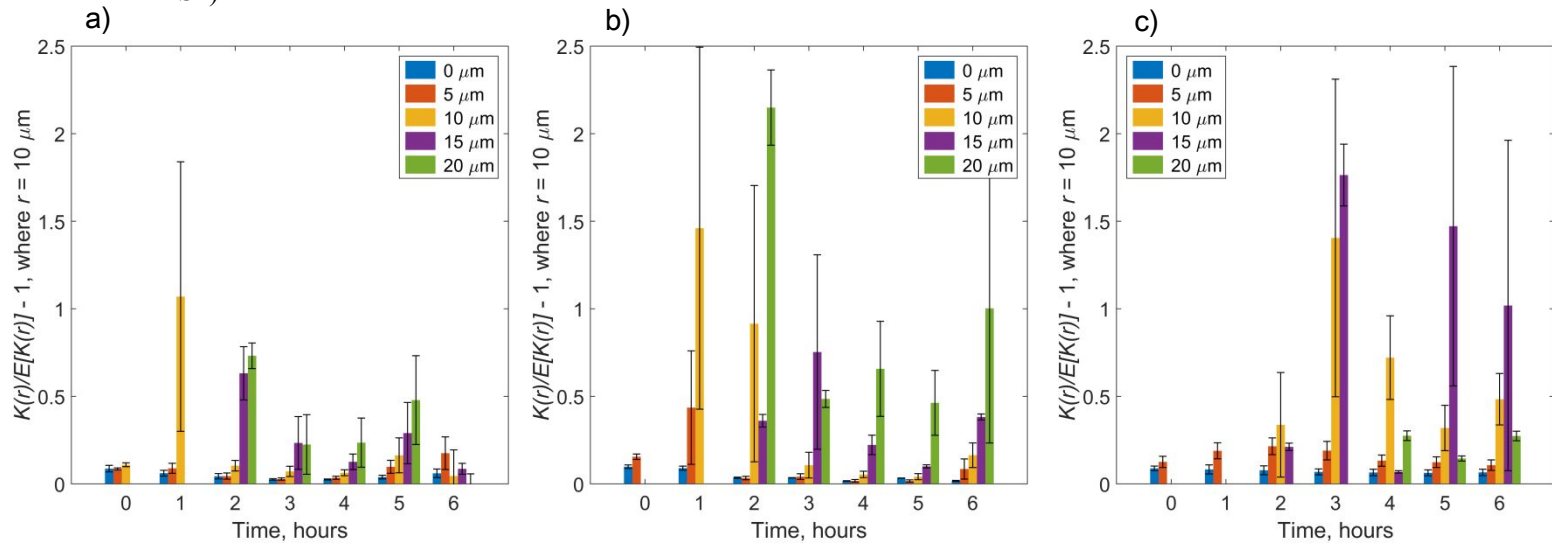 a)
2.5
2
1.5
1
0.5
0
K(r)/E[K(r)] - 1, where r = 10 μm
0 μm
5 μm
10 μm
15 μm
20 μm
0 1 2 3 4 5 6
Time, hours
b)
2.5
2
1.5
1
0.5
0
K(r)/E[K(r)] - 1, where r = 10 μm
0 μm
5 μm
10 μm
15 μm
20 μm
0 1 2 3 4 5 6
Time, hours
c)
2.5
2
1.5
1
0.5
0
K(r)/E[K(r)] - 1, where r = 10 μm
0 μm
5 μm
10 μm
15 μm
20 μm
0 1 2 3 4 5 6
Time, hours